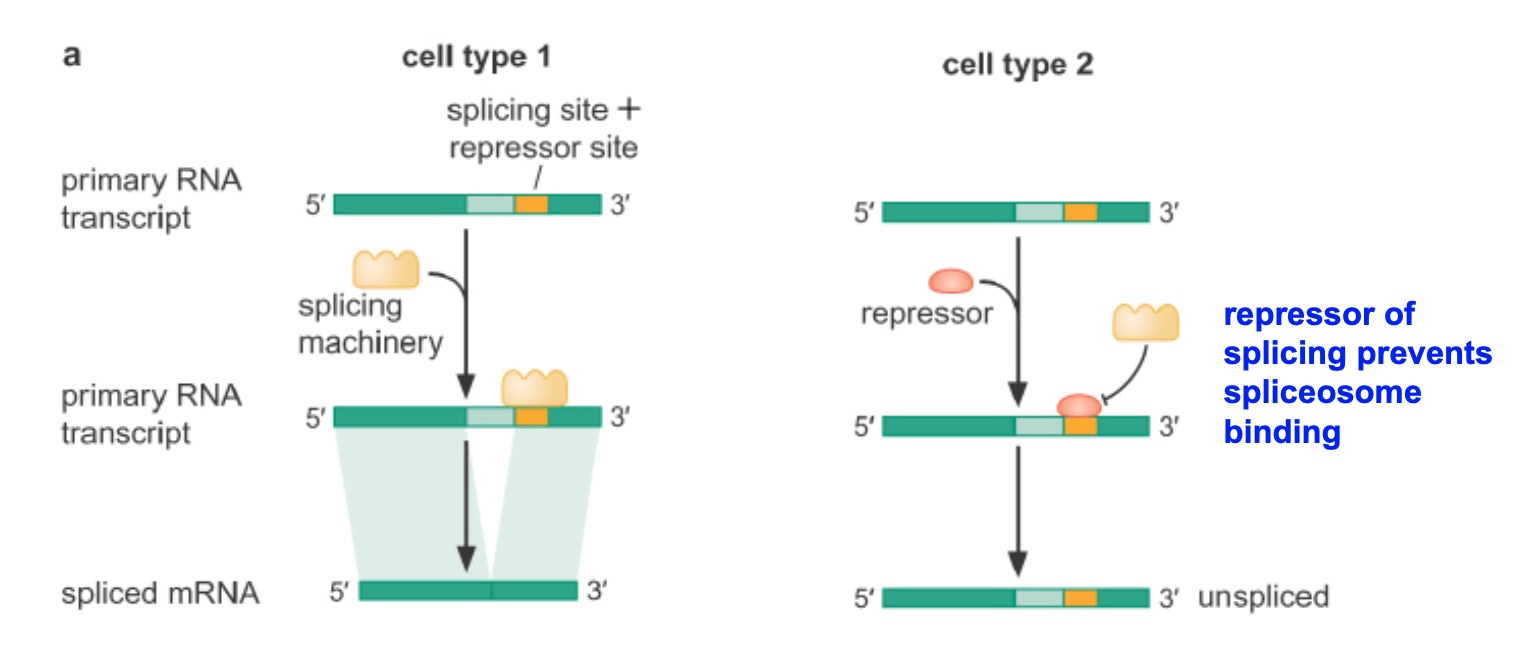 a
cell type 1
splicing site +
repressor site
primary RNA
transcript
5′
3′
splicing
machinery
primary RNA
transcript
5′
3′
spliced mRNA
5′
3′
cell type 2
5′
3′
repressor
repressor of
splicing prevents
spliceosome
binding
5′
3′
5′
3′ unspliced